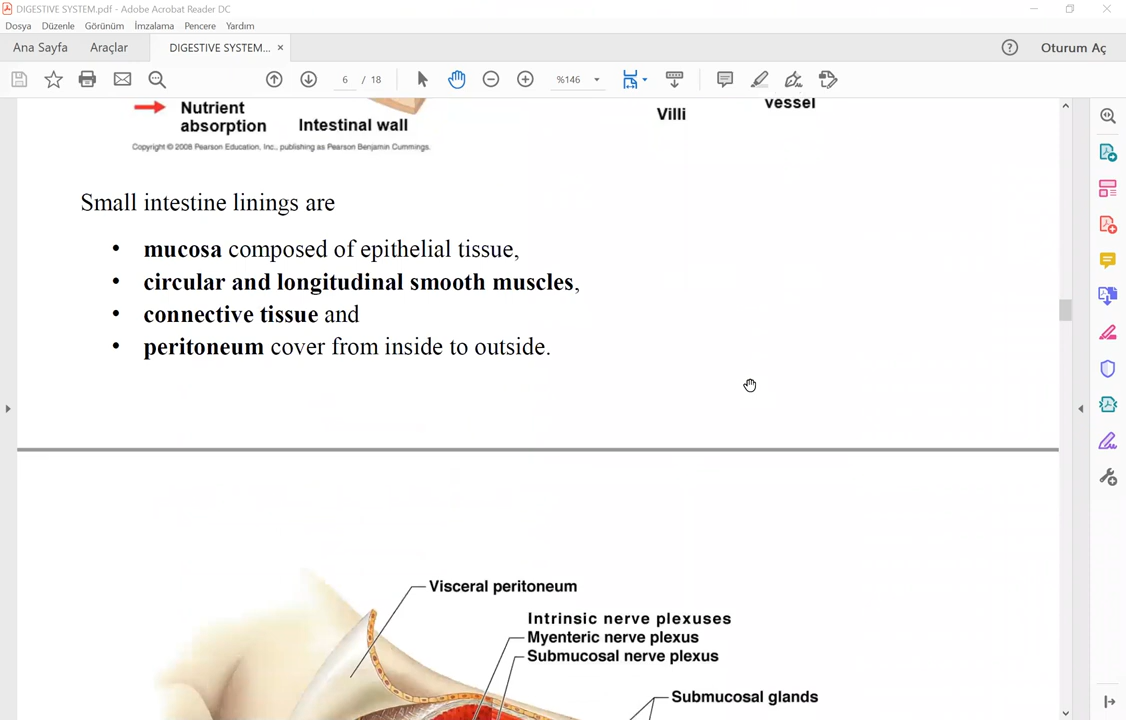 DIGESTIVE SYSTEM.pdf - Adobe Acrobat Reader DC
Dosya Düzenle Görünüm İmzalama Pencere Yardım
Ana Sayfa Araçlar DIGESTIVE SYSTEM... × ? Oturum Aç
6 / 18 %146
Nutrient
absorption
Intestinal wall
Villi
vessel
Copyright © 2008 Pearson Education, Inc., publishing as Pearson Benjamin Cummings.
Small intestine linings are
• mucosa composed of epithelial tissue,
• circular and longitudinal smooth muscles,
• connective tissue and
• peritoneum cover from inside to outside.
Visceral peritoneum
Intrinsic nerve plexuses
Myenteric nerve plexus
Submucosal nerve plexus
Submucosal glands